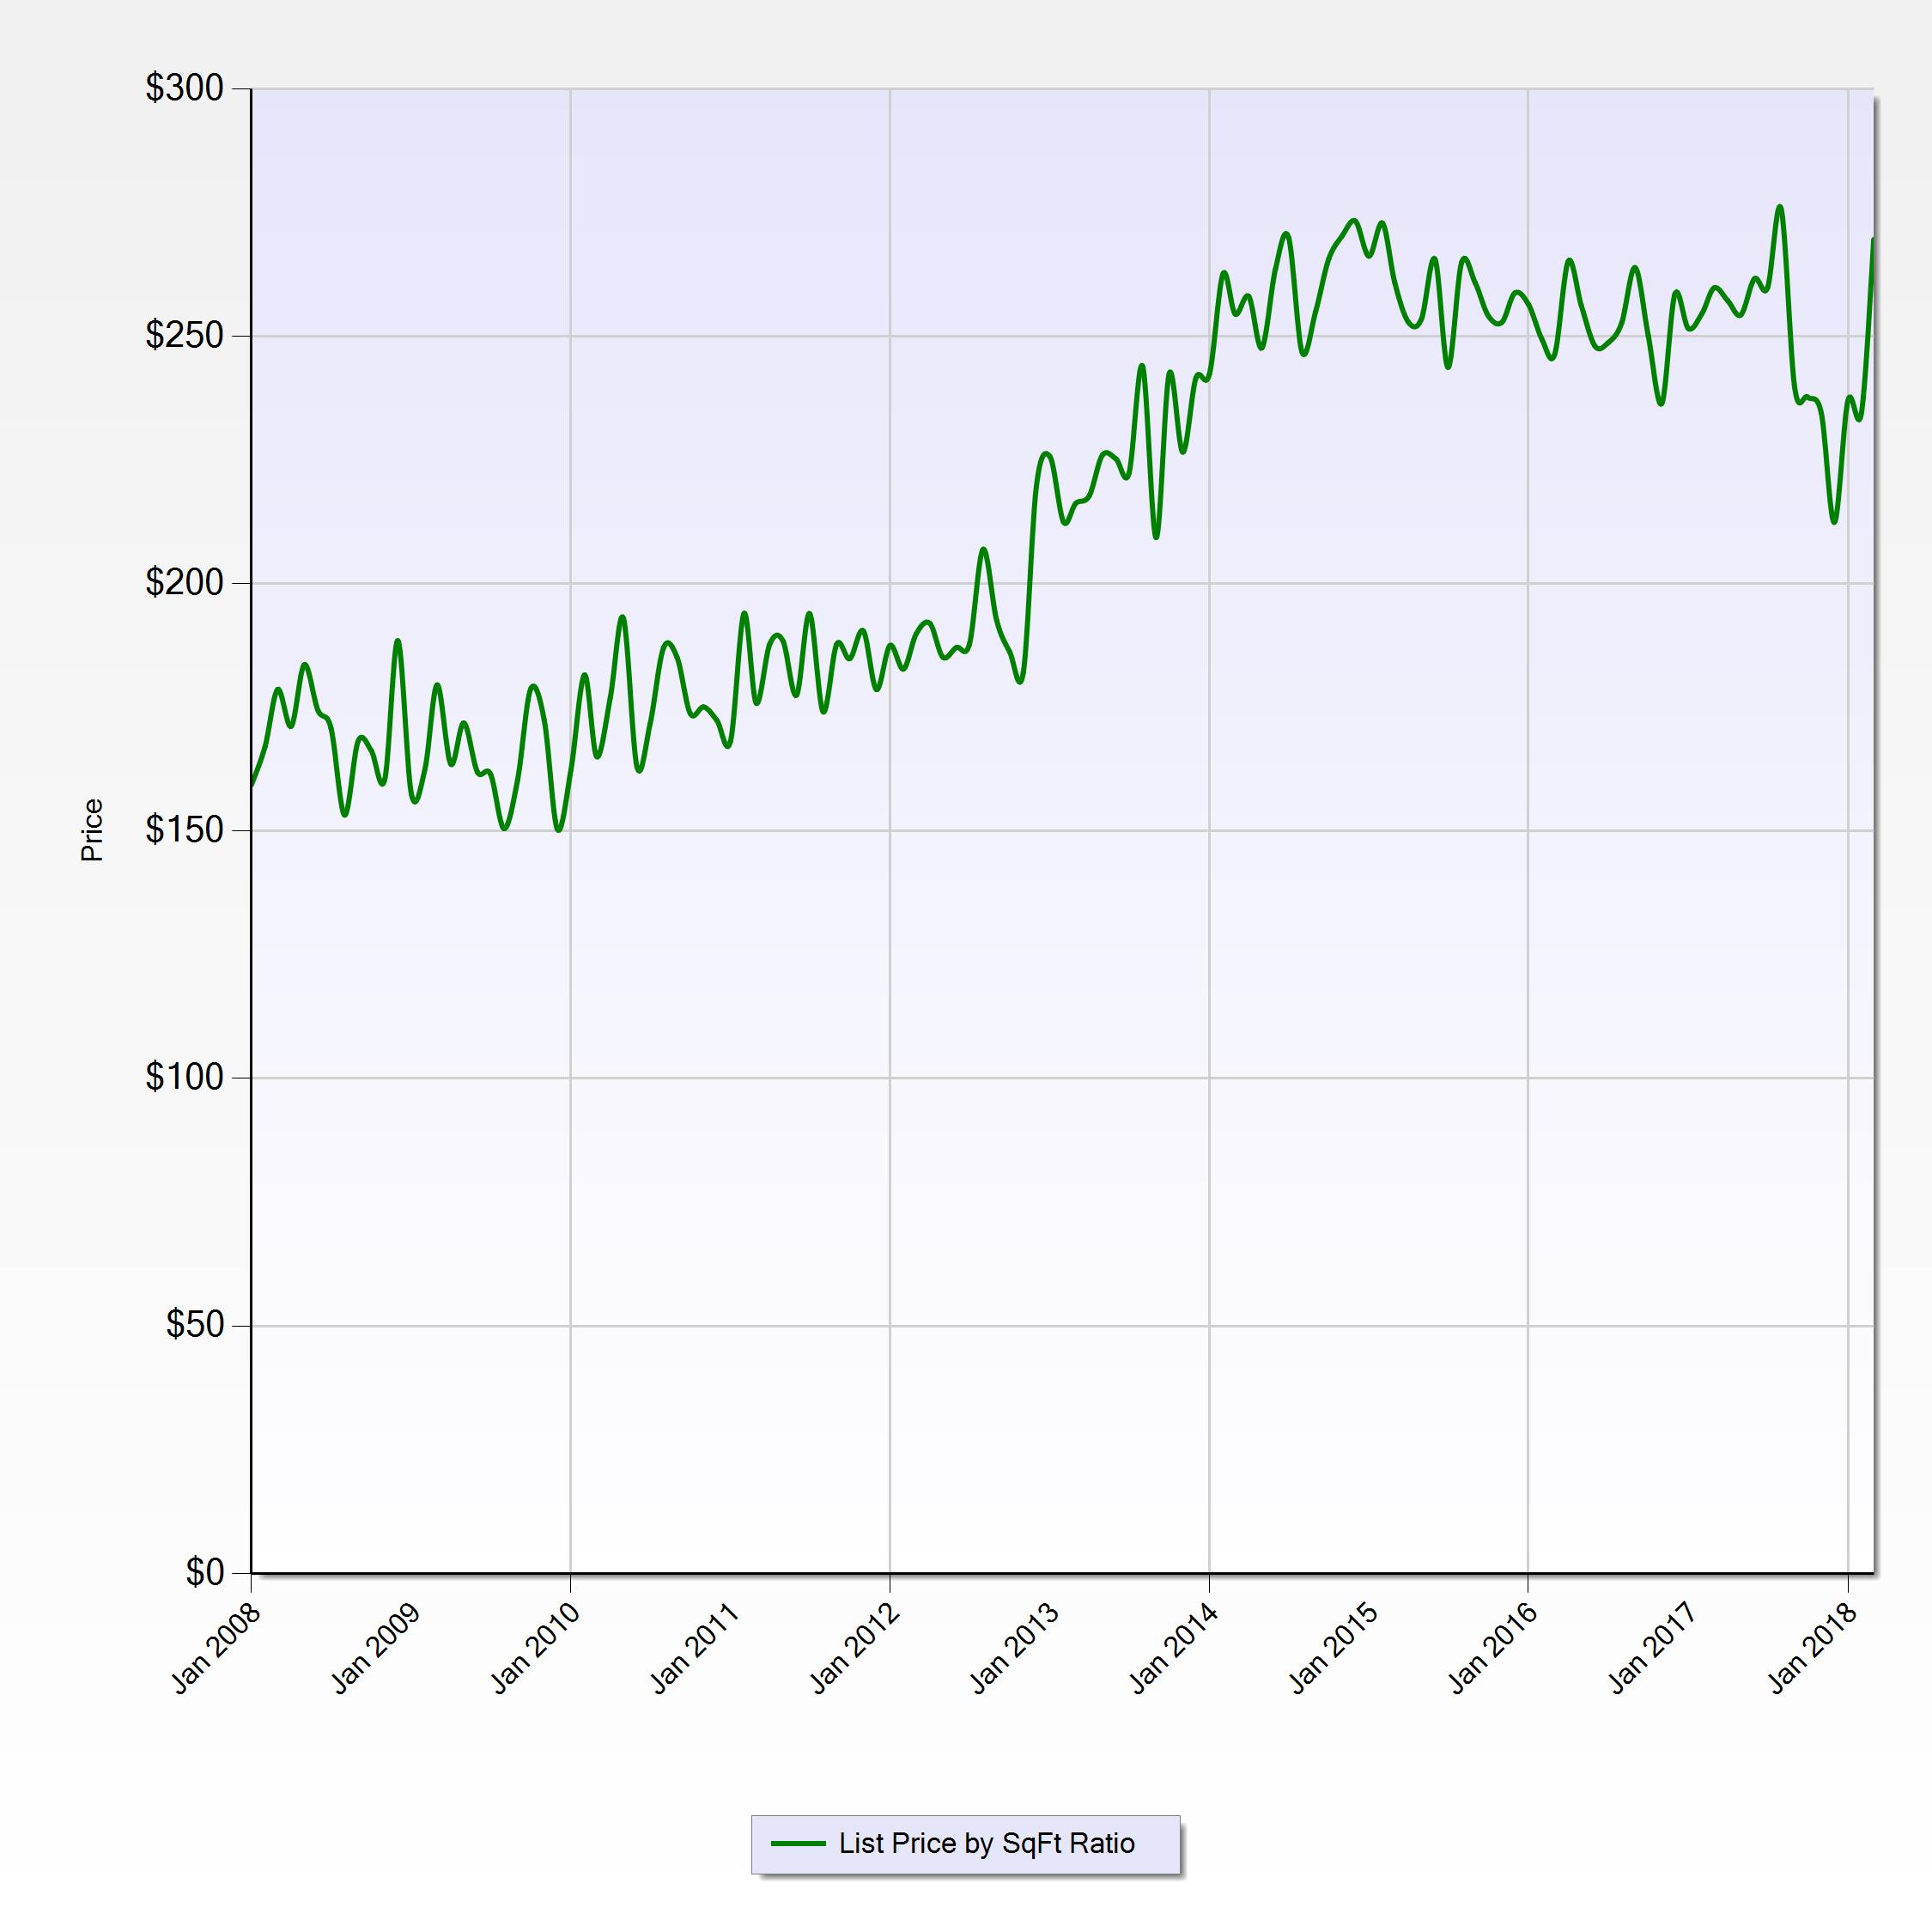 $300
$250
$200
$150
$100
$50
$0
Price
Jan 2008
Jan 2009
Jan 2010
Jan 2011
Jan 2012
Jan 2013
Jan 2014
Jan 2015
Jan 2016
Jan 2017
Jan 2018
List Price by SqFt Ratio